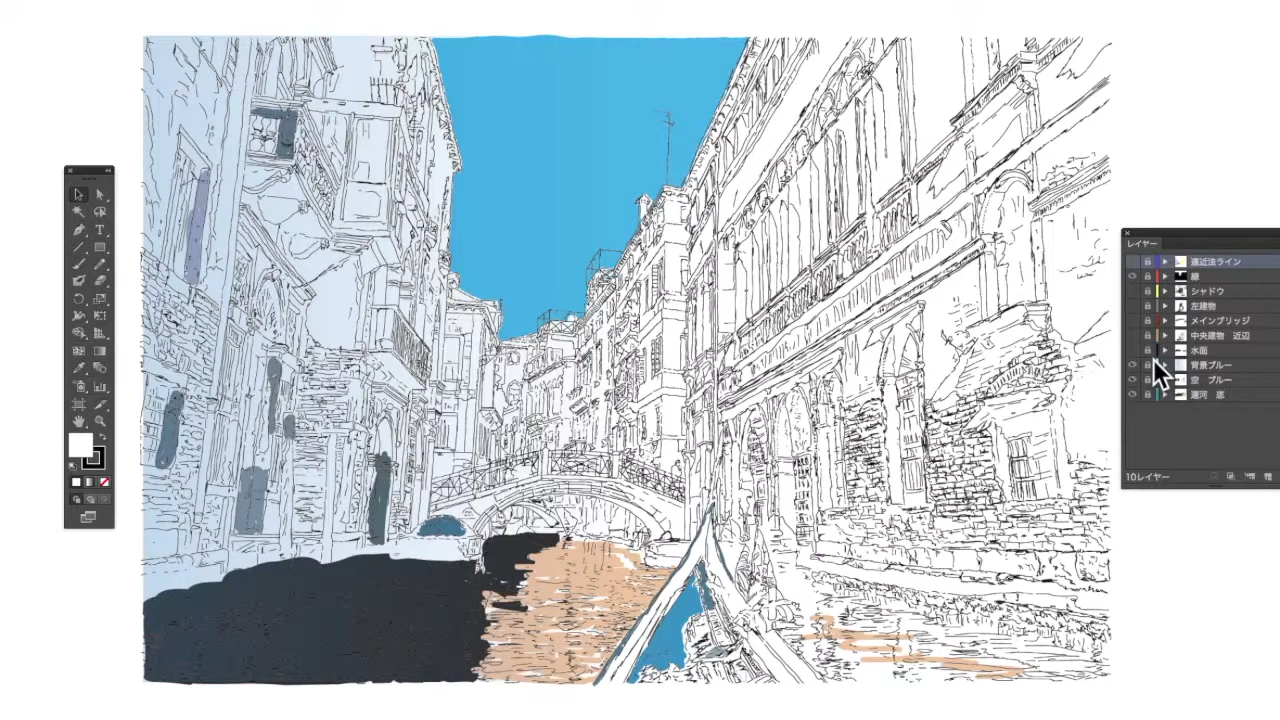 レイヤー
遠近法ライン
線
シャドウ
左建物
メインブリッジ
中央建物　近辺
水面
背景ブルー
空　ブルー
運河　底
10レイヤー